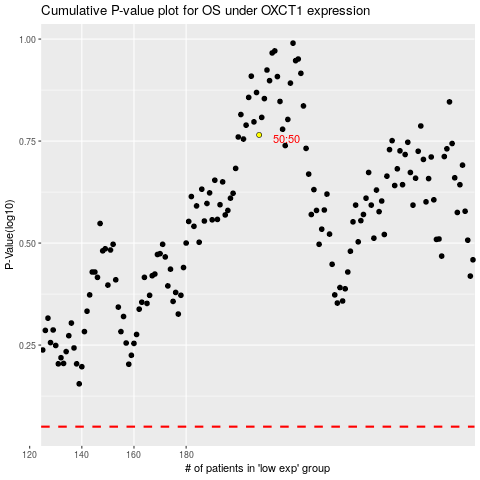 Cumulative P-value plot for OS under OXCT1 expression
P-Value(log10)
1.00
0.75
0.50
0.25
50:50
120 140 160 180
# of patients in 'low exp' group